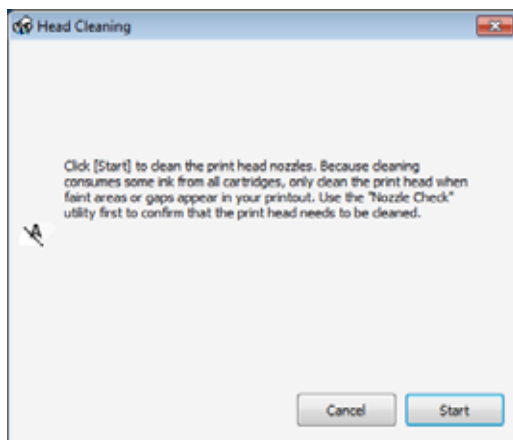 Head Cleaning
Click [Start] to clean the print head nozzles. Because cleaning
consumes some ink from all cartridges, only clean the print head when
faint areas or gaps appear in your printout. Use the "Nozzle Check"
utility first to confirm that the print head needs to be cleaned.
A
Cancel Start